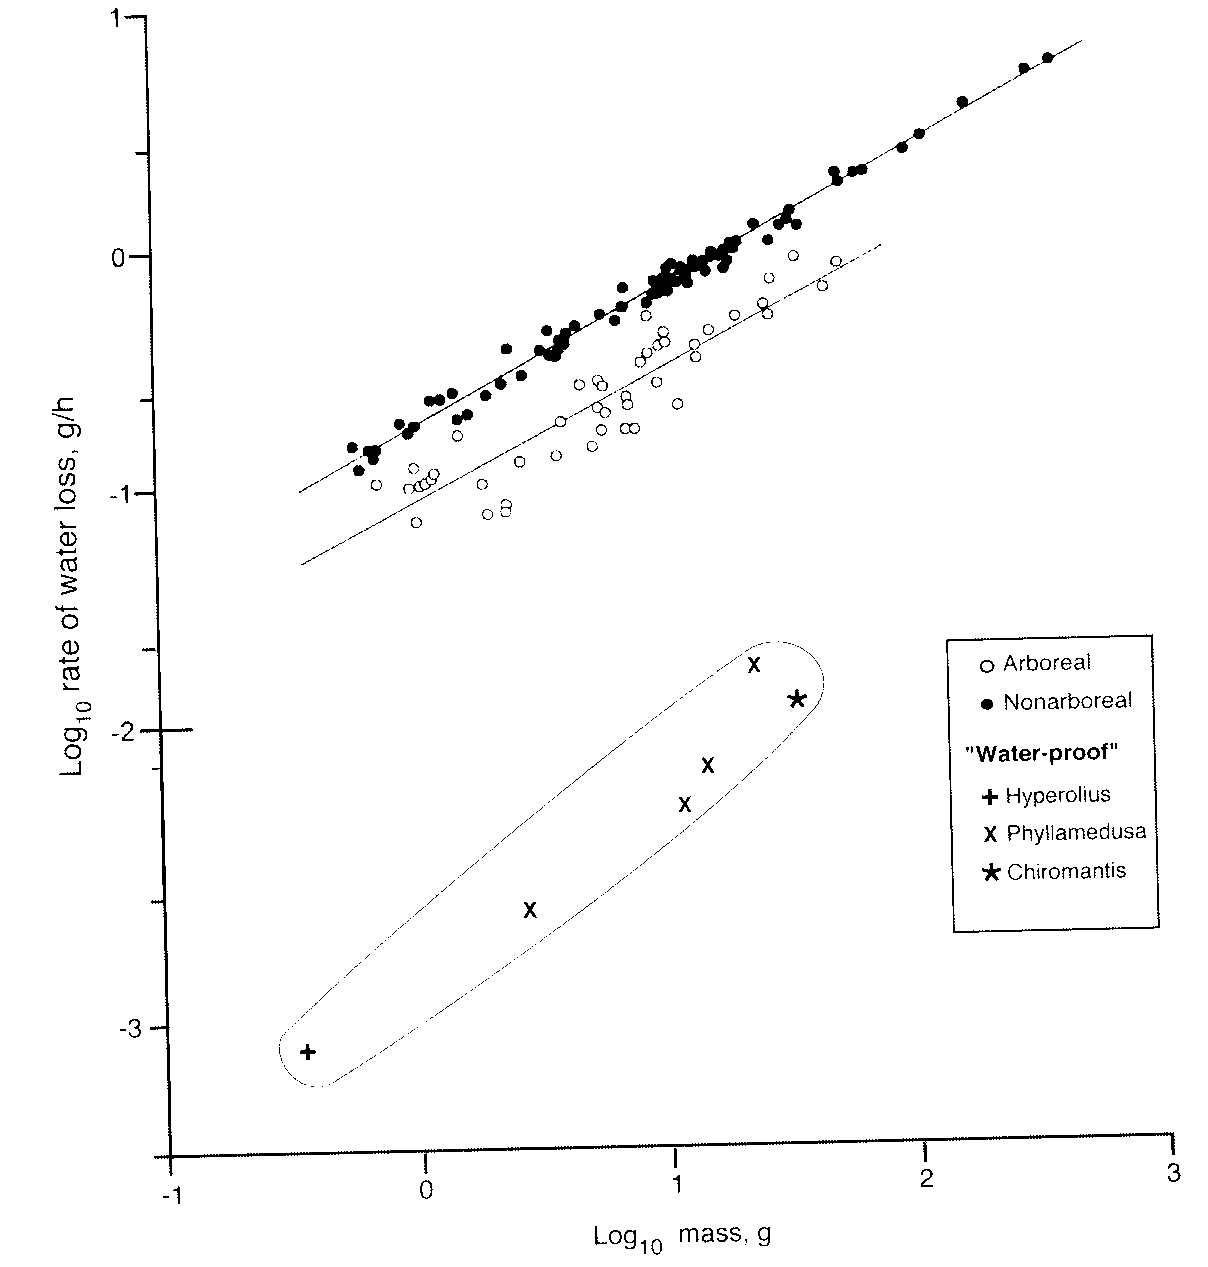 1
0
-1
-2
-3
Log10 rate of water loss, g/h
Arboreal
Nonarboreal
"Water-proof"
Hyperolius
Phyllamedusa
Chiromantis
-1
0
1
2
3
Log10 mass, g